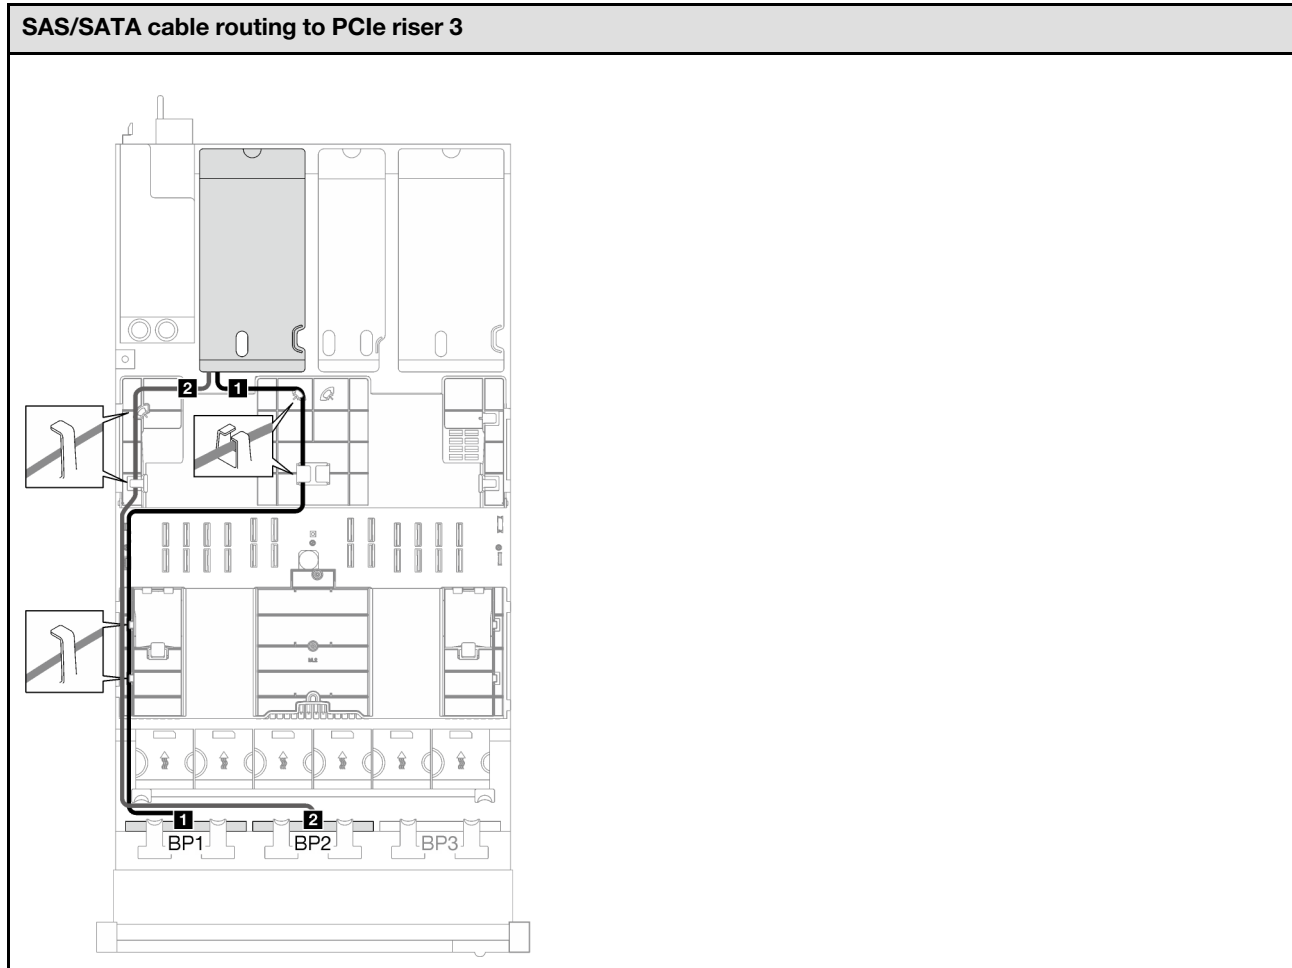 SAS/SATA cable routing to PCIe riser 3
2 1
1 2
BP1 BP2 BP3